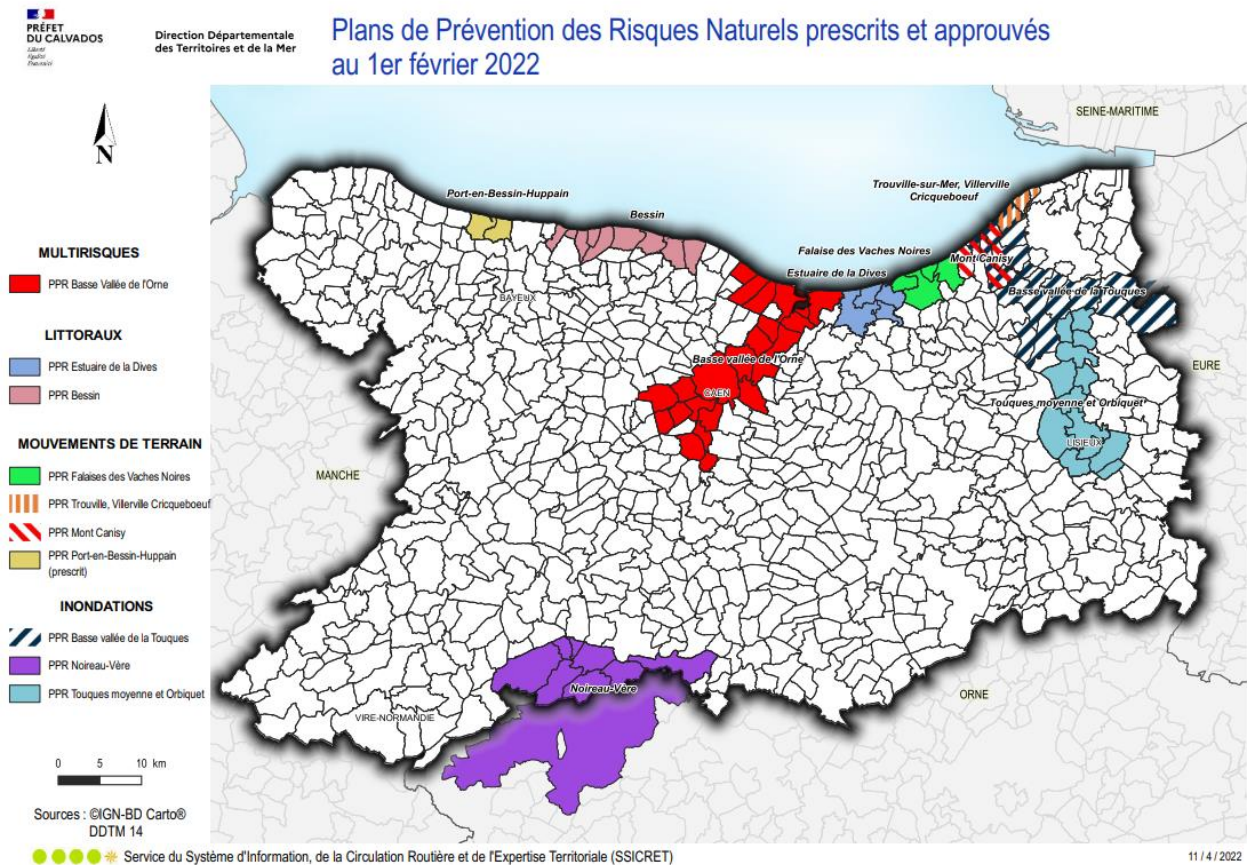 PRÉFET
DU CALVADOS
Liberté
Égalité
Fraternité
Direction Départementale
des Territoires et de la Mer
Plans de Prévention des Risques Naturels prescrits et approuvés
au 1er février 2022
N
MULTIRISQUES
PPR Basse Vallée de l'Orne
LITTORAUX
PPR Estuaire de la Dives
PPR Bessin
MOUVEMENTS DE TERRAIN
PPR Falaises des Vaches Noires
PPR Trouville, Villerville Cricqueboeuf
PPR Mont Canisy
PPR Port-en-Bessin-Huppain
(prescrit)
INONDATIONS
PPR Basse vallée de la Touques
PPR Noireau-Vère
PPR Touques moyenne et Orbiquet
0 5 10 km
Sources : ©IGN-BD Carto®
DDTM 14
SEINE-MARITIME
Trouville-sur-Mer, Villerville
Cricqueboeuf
Port-en-Bessin-Huppain
Bessin
Falaise des Vaches Noires
Mont Canisy
Estuaire de la Dives
Basse vallée de la Touques
BAYEUX
Basse vallée de l'Orne
EURE
CAEN
Touques moyenne et Orbiquet
LISIEUX
MANCHE
Noireau-Vère
ORNE
VIRE-NORMANDIE
Service du Système d'Information, de la Circulation Routière et de l'Expertise Territoriale (SSICRET)
11 / 4 / 2022